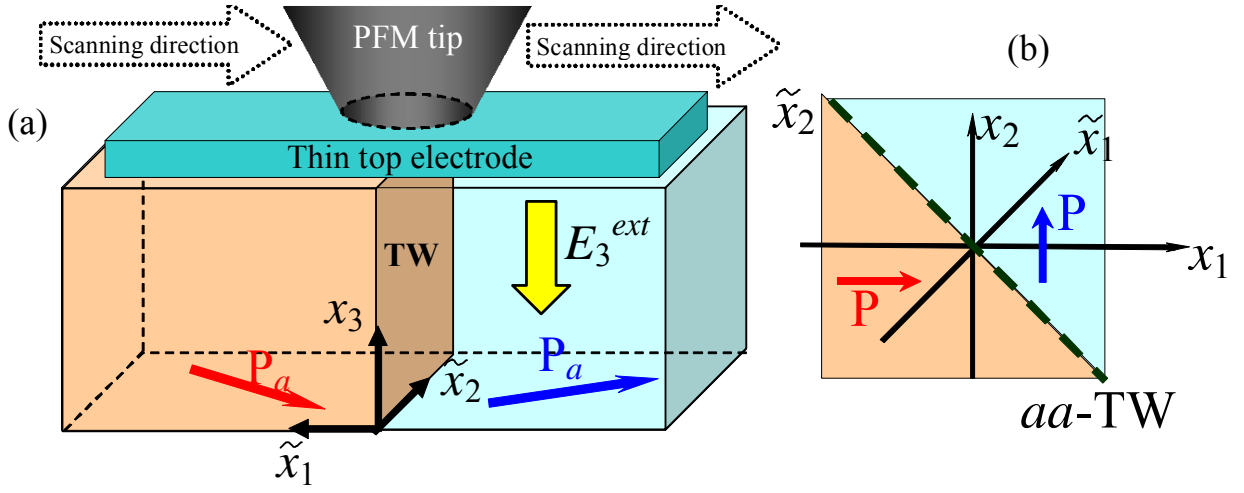 Scanning direction
PFM tip
Scanning direction
(a)
Thin top electrode
TW
E₃ᵉˣᵗ
x₃
Pₐ
x̃₂
Pₐ
x̃₁
(b)
x̃₂
x₂
x̃₁
P
x₁
P
aa-TW